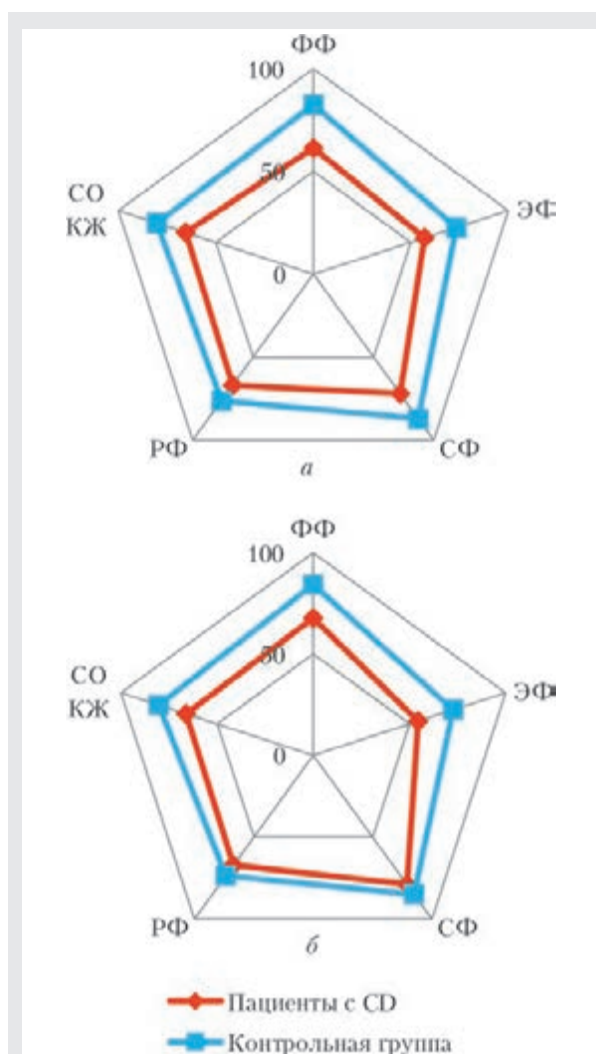 ФФ
100
50
0
СО
КЖ
ЭФ
РФ
СФ
а
ФФ
100
50
0
СО
КЖ
ЭФ
РФ
СФ
б
Пациенты с CD
Контрольная группа